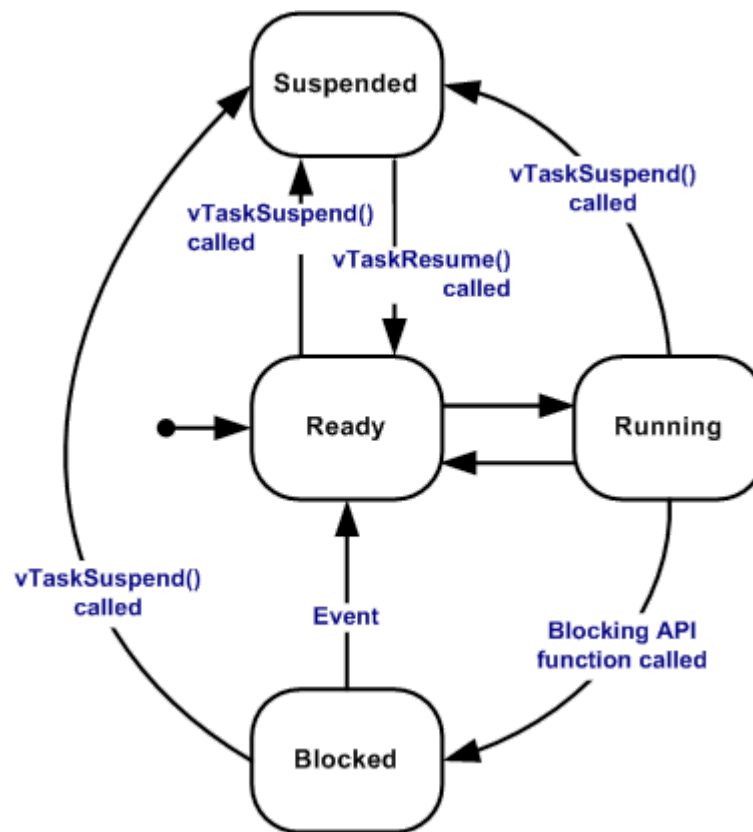 Suspended
vTaskSuspend()
called
vTaskSuspend()
called
vTaskResume()
called
Ready
Running
vTaskSuspend()
called
Event
Blocking API
function called
Blocked